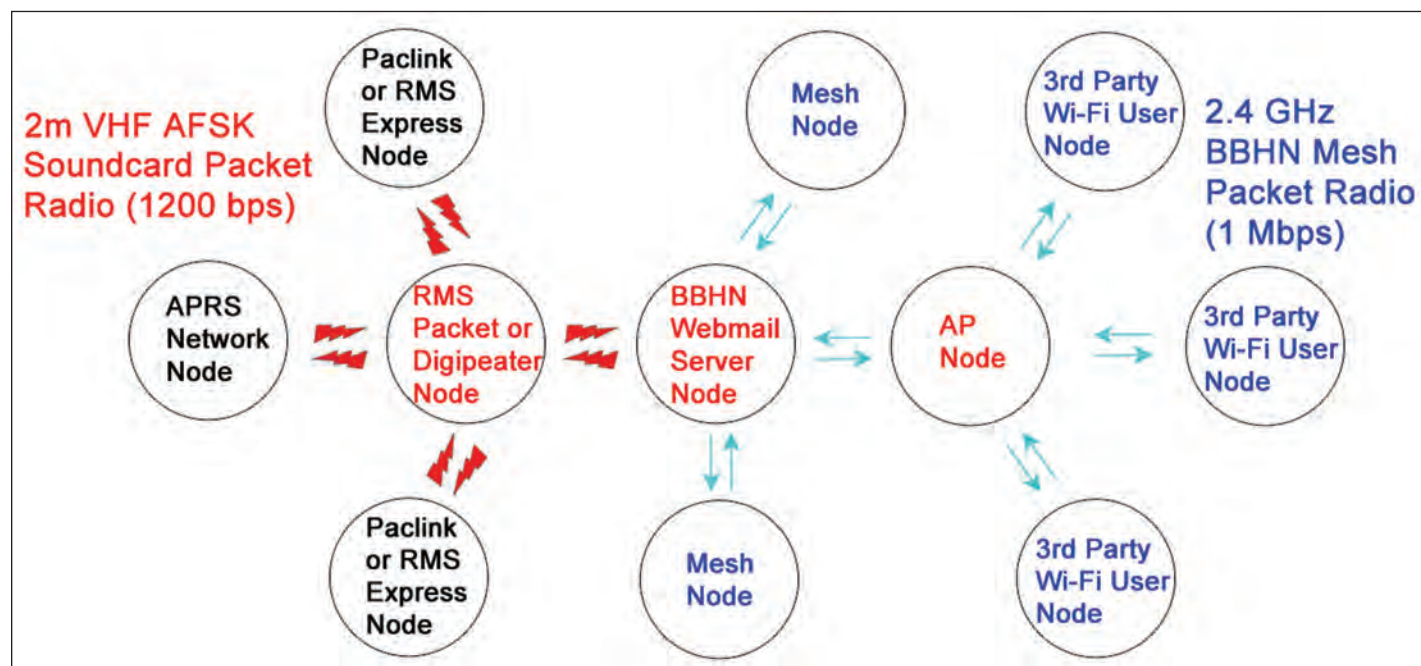 2m VHF AFSK
Soundcard Packet
Radio (1200 bps)
Paclink
or RMS
Express
Node
Mesh
Node
3rd Party
Wi-Fi User
Node
2.4 GHz
BBHN Mesh
Packet Radio
(1 Mbps)
APRS
Network
Node
RMS
Packet or
Digipeater
Node
BBHN
Webmail
Server
Node
AP
Node
3rd Party
Wi-Fi User
Node
Paclink
or RMS
Express
Node
Mesh
Node
3rd Party
Wi-Fi User
Node